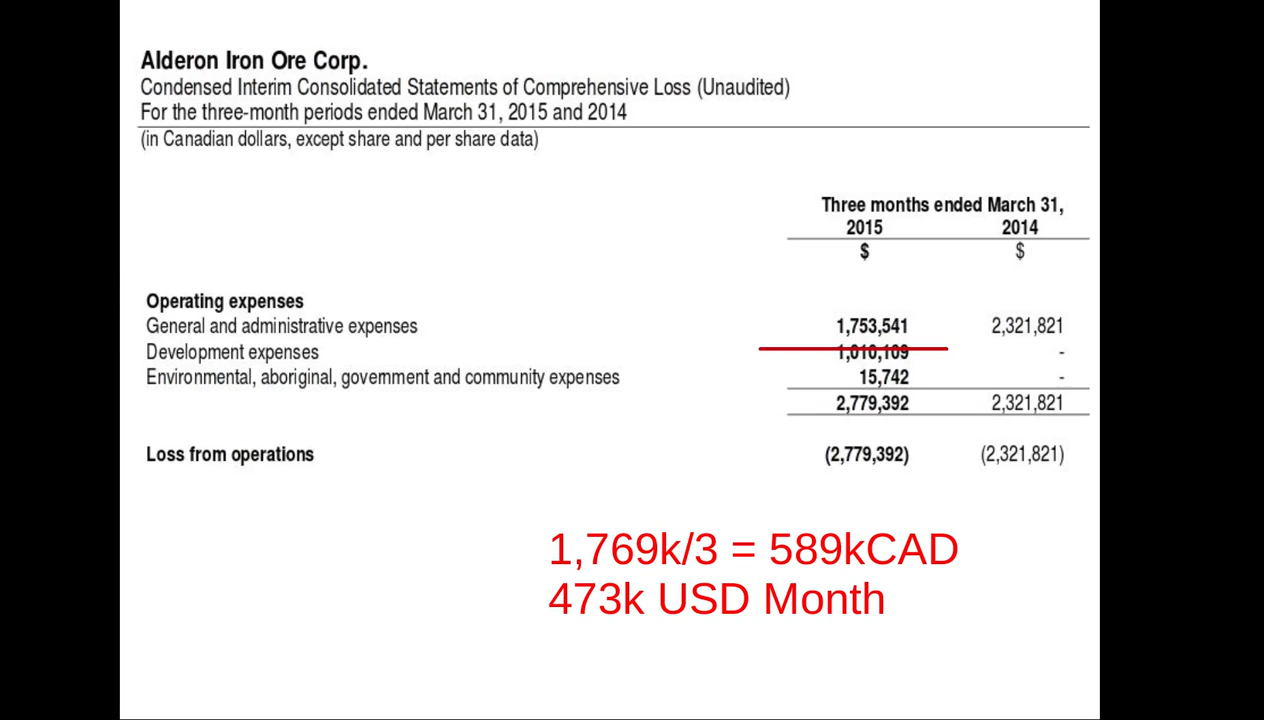 Alderon Iron Ore Corp.
Condensed Interim Consolidated Statements of Comprehensive Loss (Unaudited)
For the three-month periods ended March 31, 2015 and 2014
(in Canadian dollars, except share and per share data)
Three months ended March 31,
2015 2014
$ $
Operating expenses
General and administrative expenses 1,753,541 2,321,821
Development expenses 1,010,109 -
Environmental, aboriginal, government and community expenses 15,742 -
2,779,392 2,321,821
Loss from operations (2,779,392) (2,321,821)
1,769k/3 = 589kCAD
473k USD Month